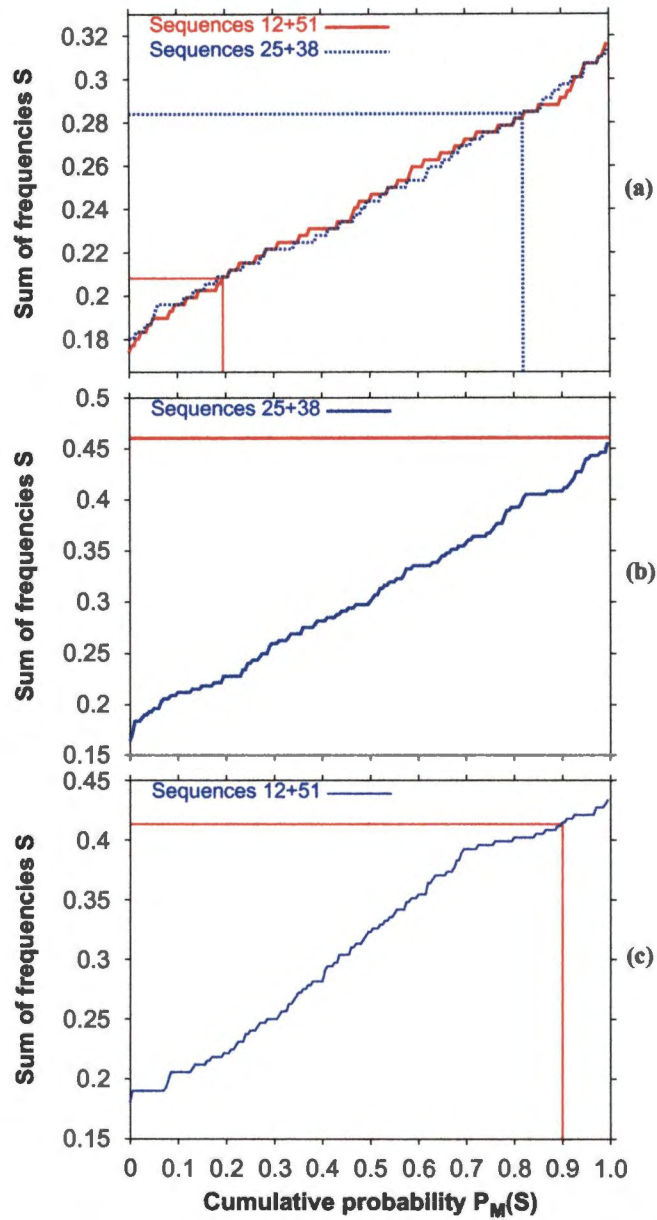 Sequences 12+51
Sequences 25+38
0.32
0.3
0.28
0.26
0.24
0.22
0.2
0.18
Sum of frequencies S
(a)
Sequences 25+38
0.5
0.45
0.4
0.35
0.3
0.25
0.2
0.15
Sum of frequencies S
(b)
Sequences 12+51
0.45
0.4
0.35
0.3
0.25
0.2
0.15
Sum of frequencies S
(c)
0 0.1 0.2 0.3 0.4 0.5 0.6 0.7 0.8 0.9 1.0
Cumulative probability P_M(S)